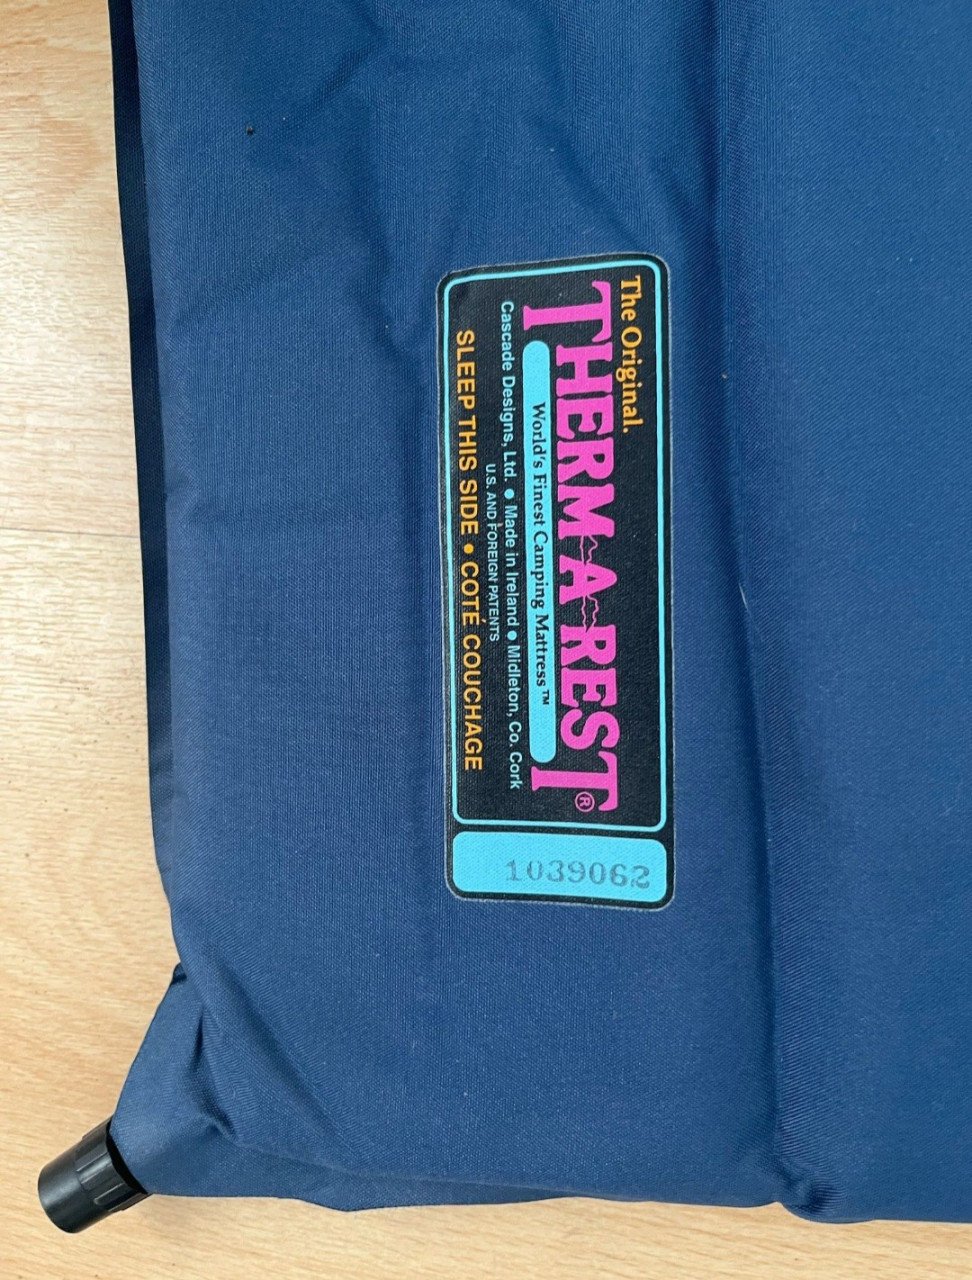 The Original.
THERM-A-REST®
World's Finest Camping Mattress™
Cascade Designs, Ltd. • Made in Ireland • Midleton, Co. Cork
U.S. AND FOREIGN PATENTS
SLEEP THIS SIDE • COTÉ COUCHAGE
1039062